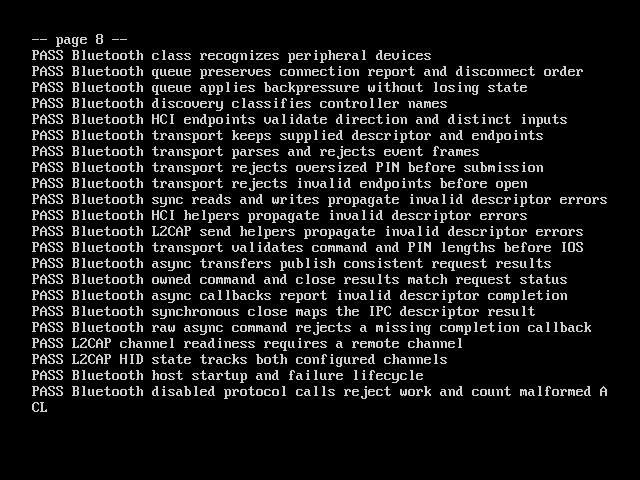 -- page 8 --
PASS Bluetooth class recognizes peripheral devices
PASS Bluetooth queue preserves connection report and disconnect order
PASS Bluetooth queue applies backpressure without losing state
PASS Bluetooth discovery classifies controller names
PASS Bluetooth HCI endpoints validate direction and distinct inputs
PASS Bluetooth transport keeps supplied descriptor and endpoints
PASS Bluetooth transport parses and rejects event frames
PASS Bluetooth transport rejects oversized PIN before submission
PASS Bluetooth transport rejects invalid endpoints before open
PASS Bluetooth sync reads and writes propagate invalid descriptor errors
PASS Bluetooth HCI helpers propagate invalid descriptor errors
PASS Bluetooth L2CAP send helpers propagate invalid descriptor errors
PASS Bluetooth transport validates command and PIN lengths before IOS
PASS Bluetooth async transfers publish consistent request results
PASS Bluetooth owned command and close results match request status
PASS Bluetooth async callbacks report invalid descriptor completion
PASS Bluetooth synchronous close maps the IPC descriptor result
PASS Bluetooth raw async command rejects a missing completion callback
PASS L2CAP channel readiness requires a remote channel
PASS L2CAP HID state tracks both configured channels
PASS Bluetooth host startup and failure lifecycle
PASS Bluetooth disabled protocol calls reject work and count malformed A
CL